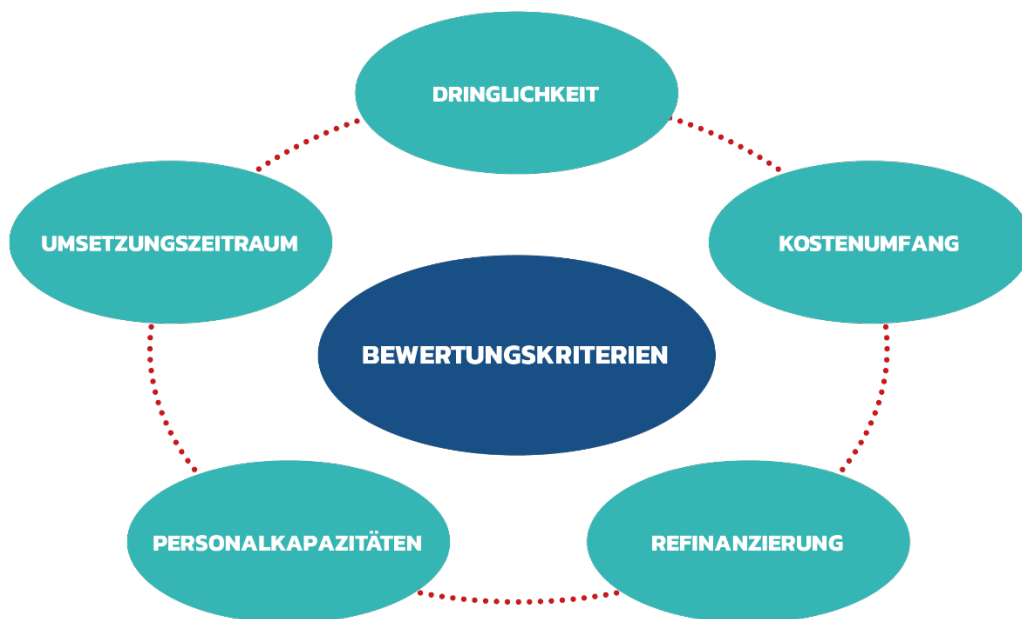 DRINGLICHKEIT
UMSETZUNGSZEITRAUM
KOSTENUMFANG
BEWERTUNGSKRITERIEN
PERSONALKAPAZITÄTEN
REFINANZIERUNG